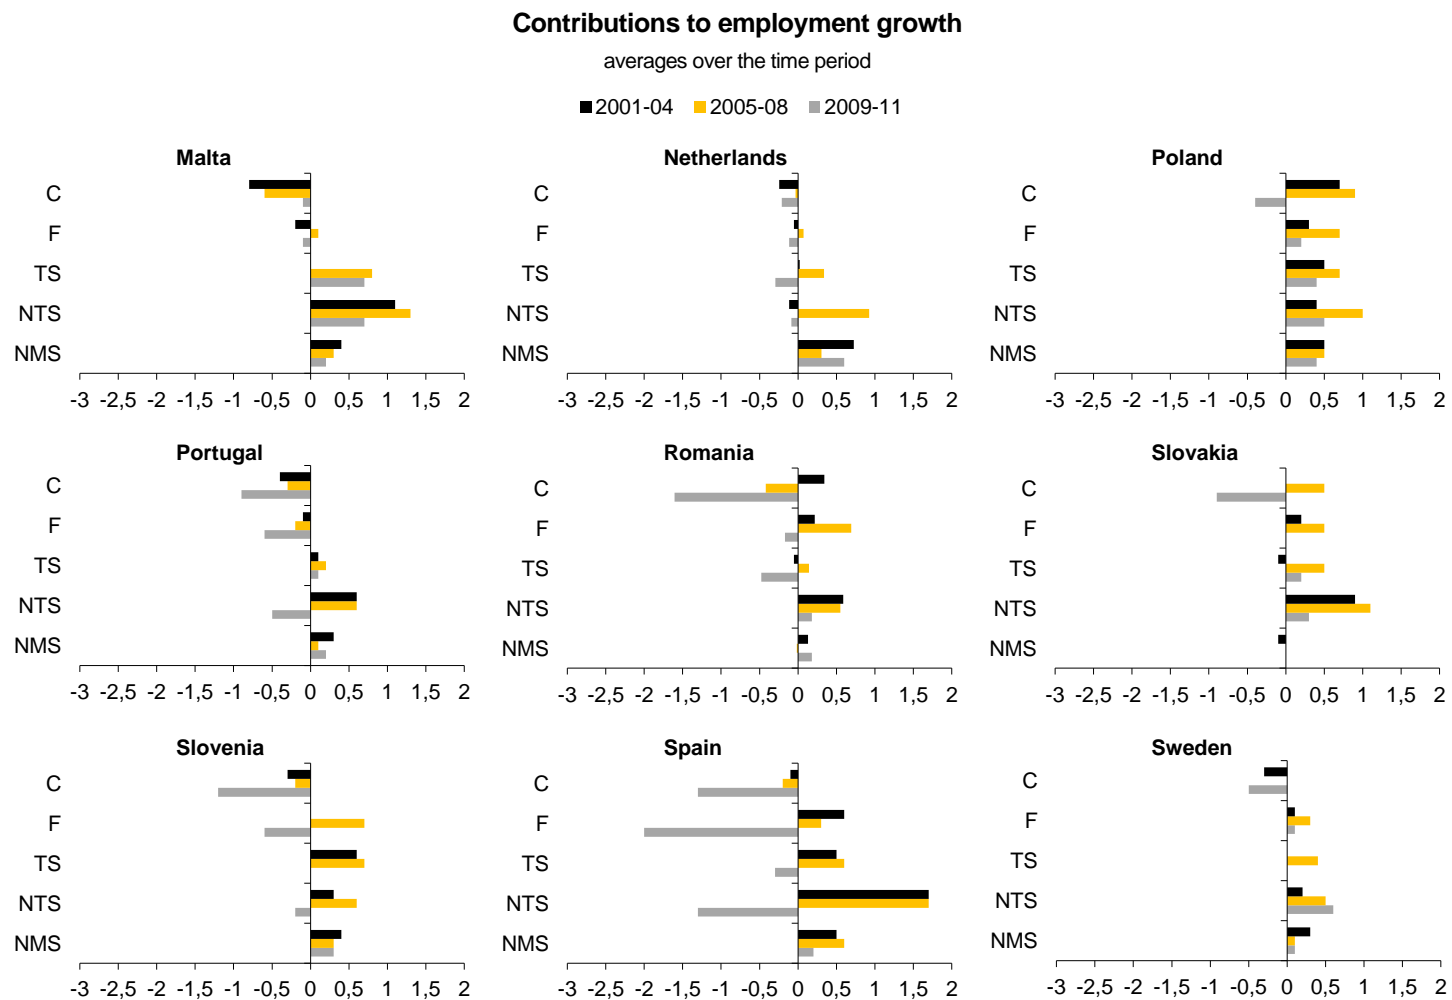 Contributions to employment growth
averages over the time period
2001-04 2005-08 2009-11
Malta
C
F
TS
NTS
NMS
-3 -2,5 -2 -1,5 -1 -0,5 0 0,5 1 1,5 2
Netherlands
C
F
TS
NTS
NMS
-3 -2,5 -2 -1,5 -1 -0,5 0 0,5 1 1,5 2
Poland
C
F
TS
NTS
NMS
-3 -2,5 -2 -1,5 -1 -0,5 0 0,5 1 1,5 2
Portugal
C
F
TS
NTS
NMS
-3 -2,5 -2 -1,5 -1 -0,5 0 0,5 1 1,5 2
Romania
C
F
TS
NTS
NMS
-3 -2,5 -2 -1,5 -1 -0,5 0 0,5 1 1,5 2
Slovakia
C
F
TS
NTS
NMS
-3 -2,5 -2 -1,5 -1 -0,5 0 0,5 1 1,5 2
Slovenia
C
F
TS
NTS
NMS
-3 -2,5 -2 -1,5 -1 -0,5 0 0,5 1 1,5 2
Spain
C
F
TS
NTS
NMS
-3 -2,5 -2 -1,5 -1 -0,5 0 0,5 1 1,5 2
Sweden
C
F
TS
NTS
NMS
-3 -2,5 -2 -1,5 -1 -0,5 0 0,5 1 1,5 2